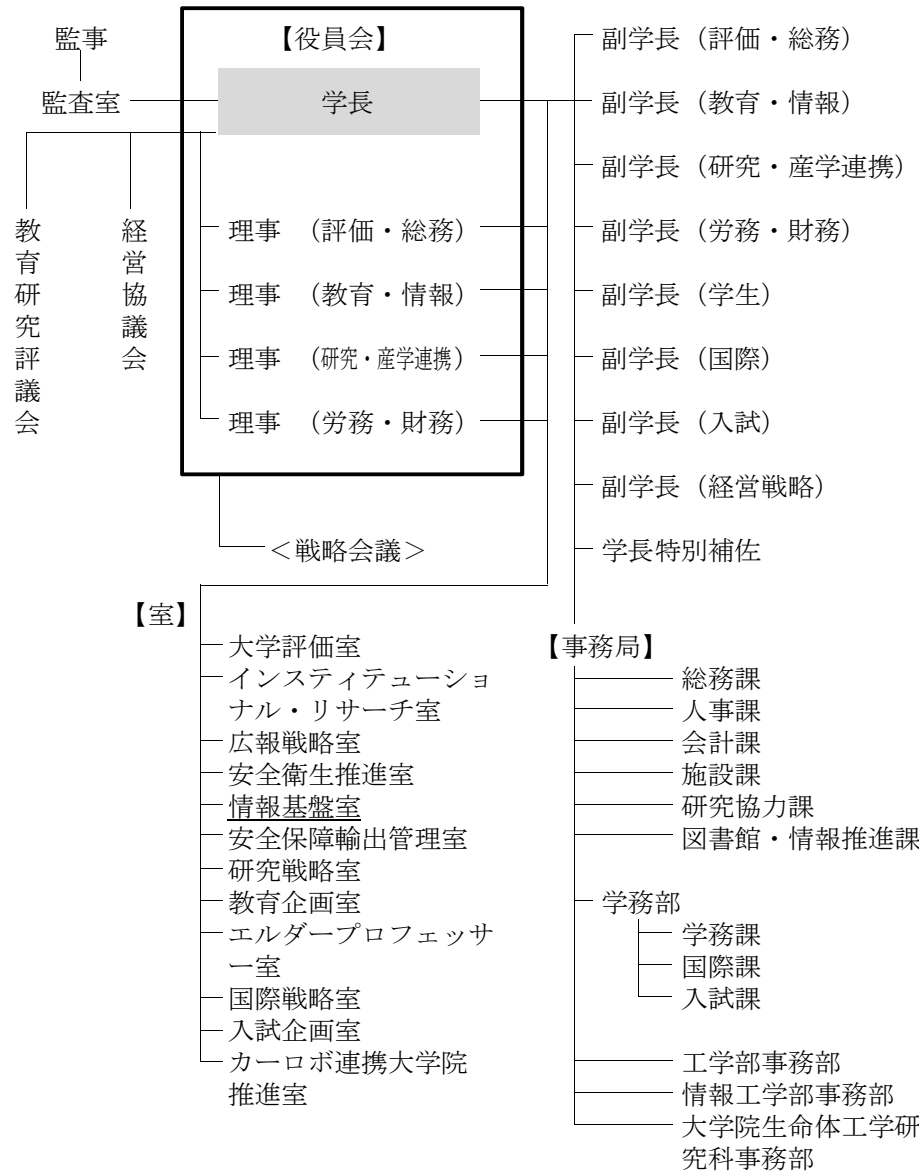 監事
監査室
教育研究評議会
経営協議会
【役員会】
学長
理事 （評価・総務）
理事 （教育・情報）
理事 （研究・産学連携）
理事 （労務・財務）
＜戦略会議＞
副学長（評価・総務）
副学長（教育・情報）
副学長（研究・産学連携）
副学長（労務・財務）
副学長（学生）
副学長（国際）
副学長（入試）
副学長（経営戦略）
学長特別補佐
【室】
大学評価室
インスティテューショ
ナル・リサーチ室
広報戦略室
安全衛生推進室
情報基盤室
安全保障輸出管理室
研究戦略室
教育企画室
エルダープロフェッサ
ー室
国際戦略室
入試企画室
カーロボ連携大学院
推進室
【事務局】
総務課
人事課
会計課
施設課
研究協力課
図書館・情報推進課
学務部
学務課
国際課
入試課
工学部事務部
情報工学部事務部
大学院生命体工学研
究科事務部